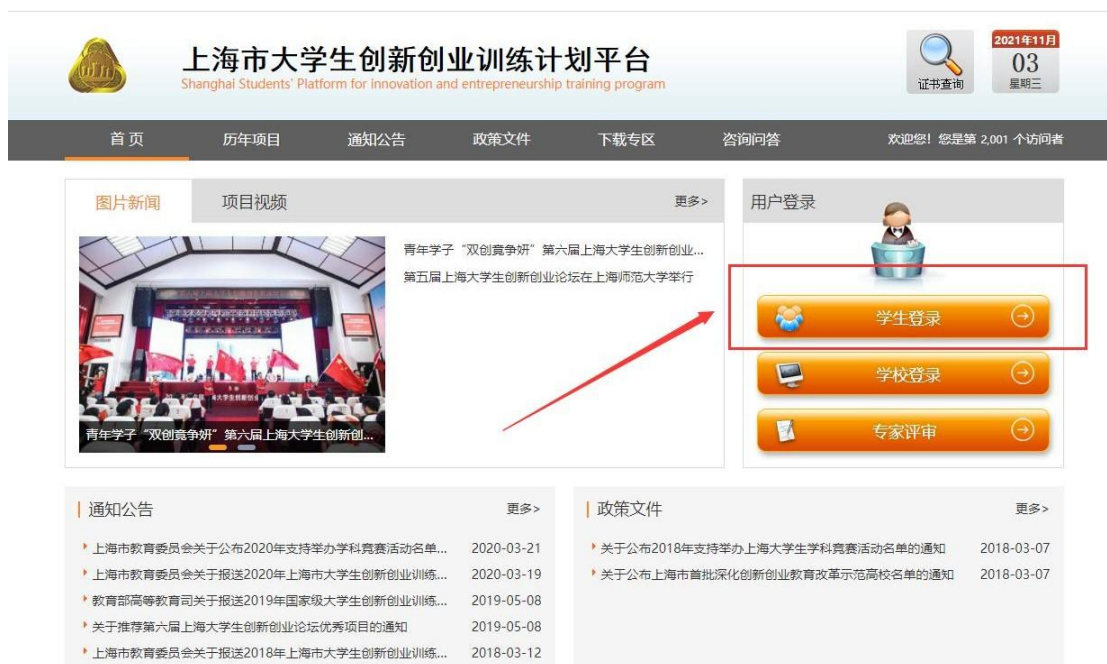 上海市大学生创新创业训练计划平台
Shanghai Students' Platform for innovation and entrepreneurship training program
证书查询
2021年11月
03
星期三
首页
历年项目
通知公告
政策文件
下载专区
咨询问答
欢迎您！您是第 2,001 个访问者
图片新闻
项目视频
更多>
青年学子“双创竟争妍”第六届上海大学生创新创业...
第五届上海大学生创新创业论坛在上海师范大学举行
青年学子“双创竟争妍”第六届上海大学生创新创...
用户登录
学生登录
学校登录
专家评审
通知公告
更多>
上海市教育委员会关于公布2020年支持举办学科竞赛活动名单... 2020-03-21
上海市教育委员会关于报送2020年上海市大学生创新创业训练... 2020-03-19
教育部高等教育司关于报送2019年国家级大学生创新创业训练... 2019-05-08
关于推荐第六届上海大学生创新创业论坛优秀项目的通知 2019-05-08
上海市教育委员会关于报送2018年上海市大学生创新创业训练... 2018-03-12
政策文件
更多>
关于公布2018年支持举办上海大学生学科竞赛活动名单的通知 2018-03-07
关于公布上海市首批深化创新创业教育改革示范高校名单的通知 2018-03-07